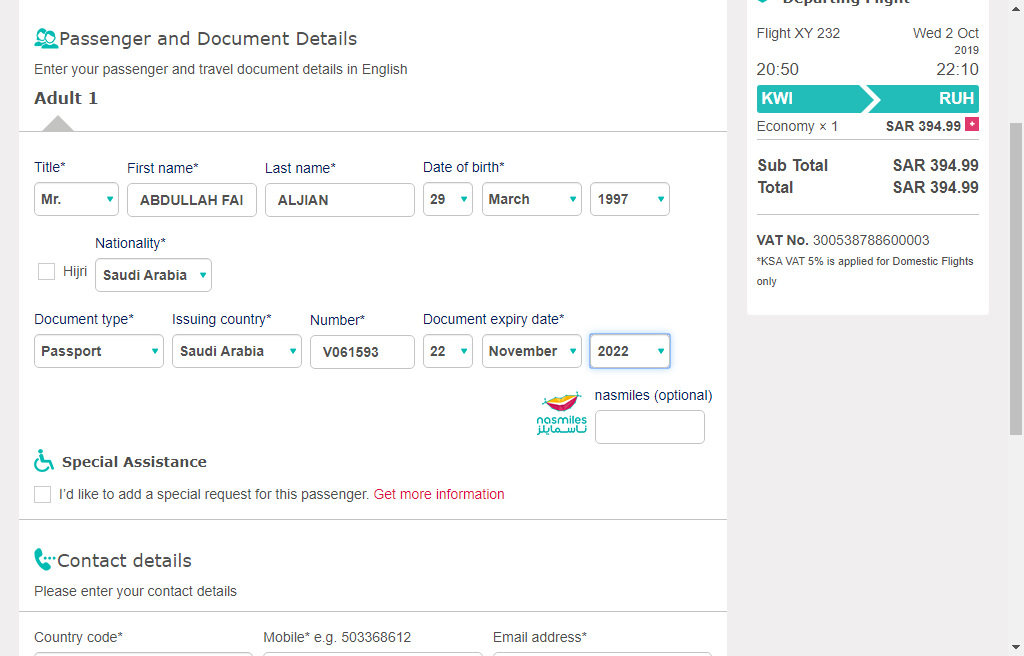 Passenger and Document Details
Enter your passenger and travel document details in English
Adult 1
Title* First name* Last name* Date of birth*
Mr. ABDULLAH FAI ALJIAN 29 March 1997
Nationality*
Hijri Saudi Arabia
Document type* Issuing country* Number* Document expiry date*
Passport Saudi Arabia V061593 22 November 2022
nasmiles (optional)
nasmiles
ناسمايلز
Special Assistance
I'd like to add a special request for this passenger. Get more information
Contact details
Please enter your contact details
Country code* Mobile* e.g. 503368612 Email address*
Departing Flight
Flight XY 232 Wed 2 Oct
2019
20:50 22:10
KWI RUH
Economy × 1 SAR 394.99 +
Sub Total SAR 394.99
Total SAR 394.99
VAT No. 300538788600003
*KSA VAT 5% is applied for Domestic Flights
only